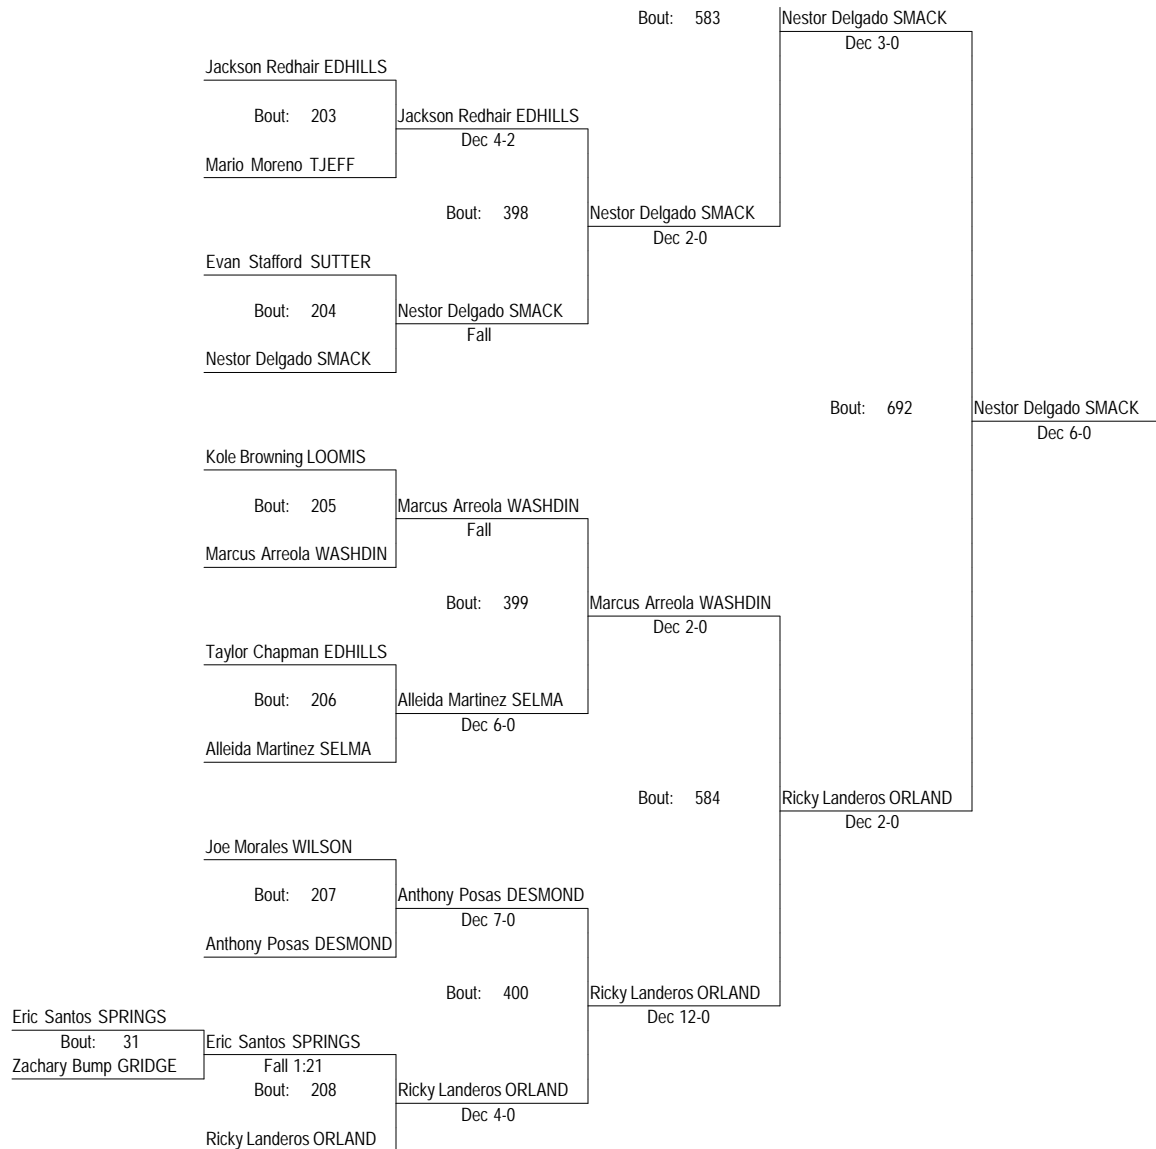 Bout: 583 Nestor Delgado SMACK
Dec 3-0
Jackson Redhair EDHILLS
Bout: 203 Jackson Redhair EDHILLS
Dec 4-2
Mario Moreno TJEFF
Bout: 398 Nestor Delgado SMACK
Dec 2-0
Evan Stafford SUTTER
Bout: 204 Nestor Delgado SMACK
Fall
Nestor Delgado SMACK
Bout: 692 Nestor Delgado SMACK
Dec 6-0
Kole Browning LOOMIS
Bout: 205 Marcus Arreola WASHDIN
Fall
Marcus Arreola WASHDIN
Bout: 399 Marcus Arreola WASHDIN
Dec 2-0
Taylor Chapman EDHILLS
Bout: 206 Alleida Martinez SELMA
Dec 6-0
Alleida Martinez SELMA
Bout: 584 Ricky Landeros ORLAND
Dec 2-0
Joe Morales WILSON
Bout: 207 Anthony Posas DESMOND
Dec 7-0
Anthony Posas DESMOND
Bout: 400 Ricky Landeros ORLAND
Dec 12-0
Eric Santos SPRINGS
Bout: 31 Eric Santos SPRINGS
Zachary Bump GRIDGE Fall 1:21
Bout: 208 Ricky Landeros ORLAND
Dec 4-0
Ricky Landeros ORLAND